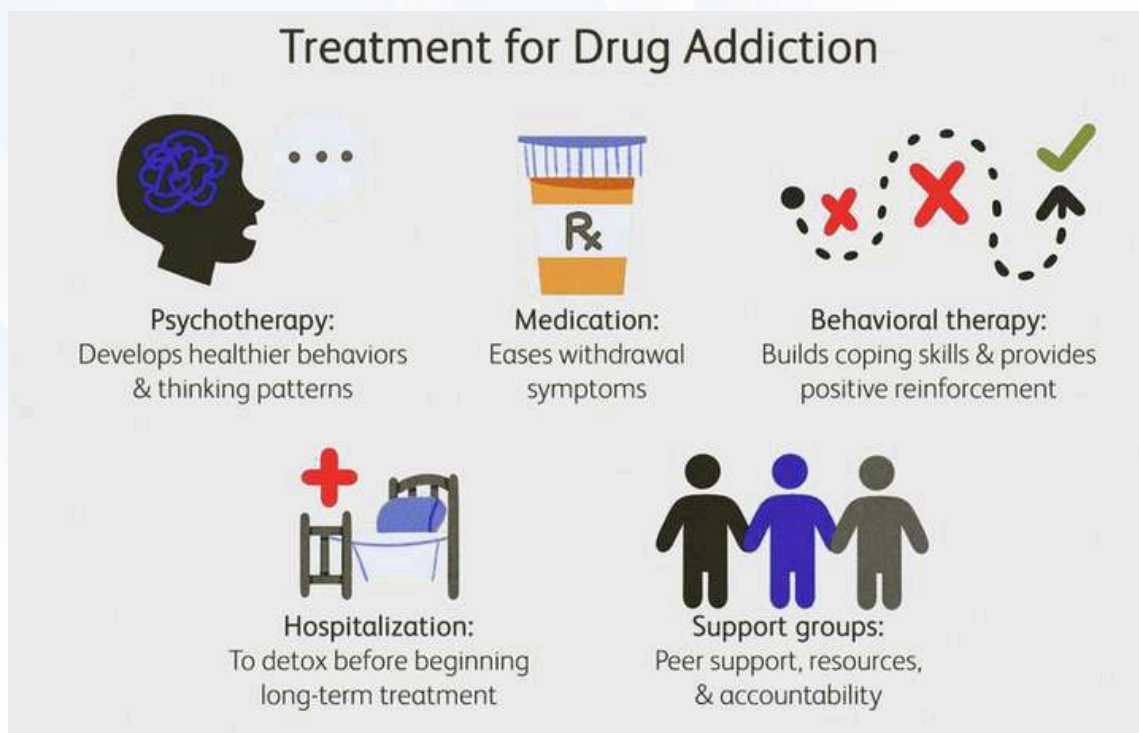 Treatment for Drug Addiction
Psychotherapy:
Develops healthier behaviors
& thinking patterns
Rx
Medication:
Eases withdrawal
symptoms
Behavioral therapy:
Builds coping skills & provides
positive reinforcement
Hospitalization:
To detox before beginning
long-term treatment
Support groups:
Peer support, resources,
& accountability